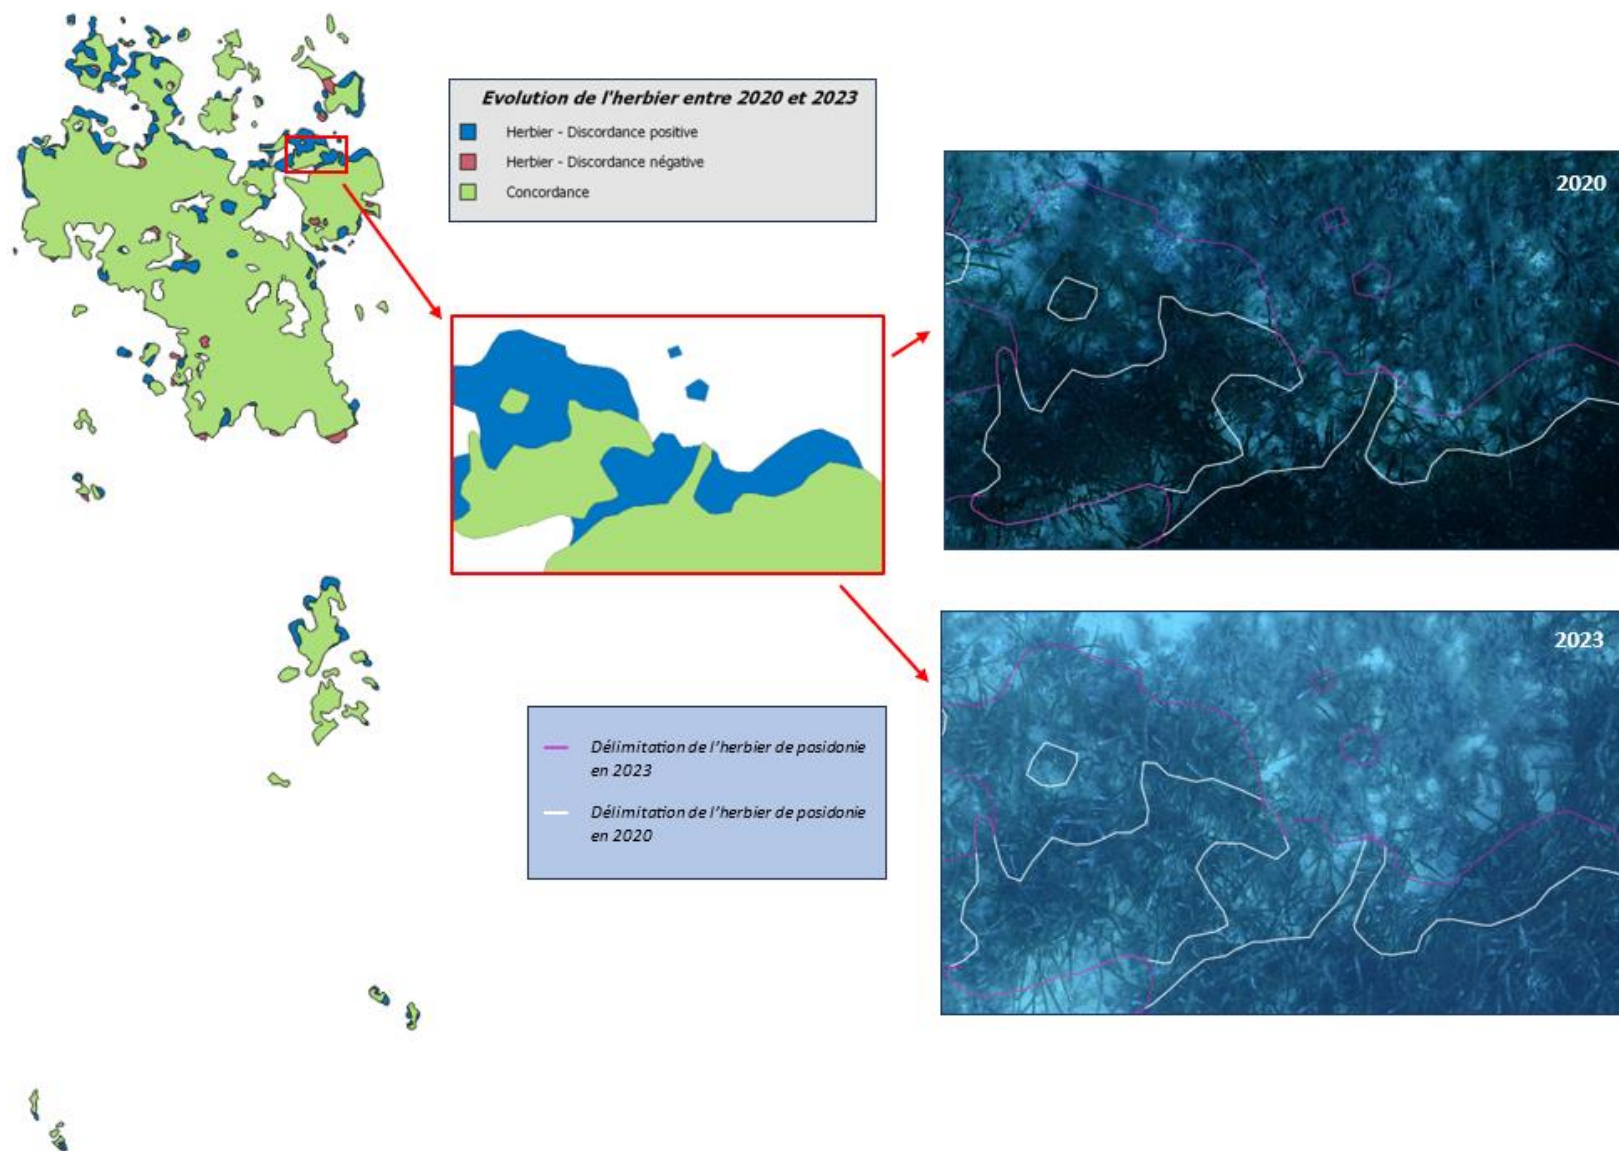 Evolution de l'herbier entre 2020 et 2023
Herbier - Discordance positive
Herbier - Discordance négative
Concordance
2020
2023
Délimitation de l'herbier de posidonie
en 2023
Délimitation de l'herbier de posidonie
en 2020